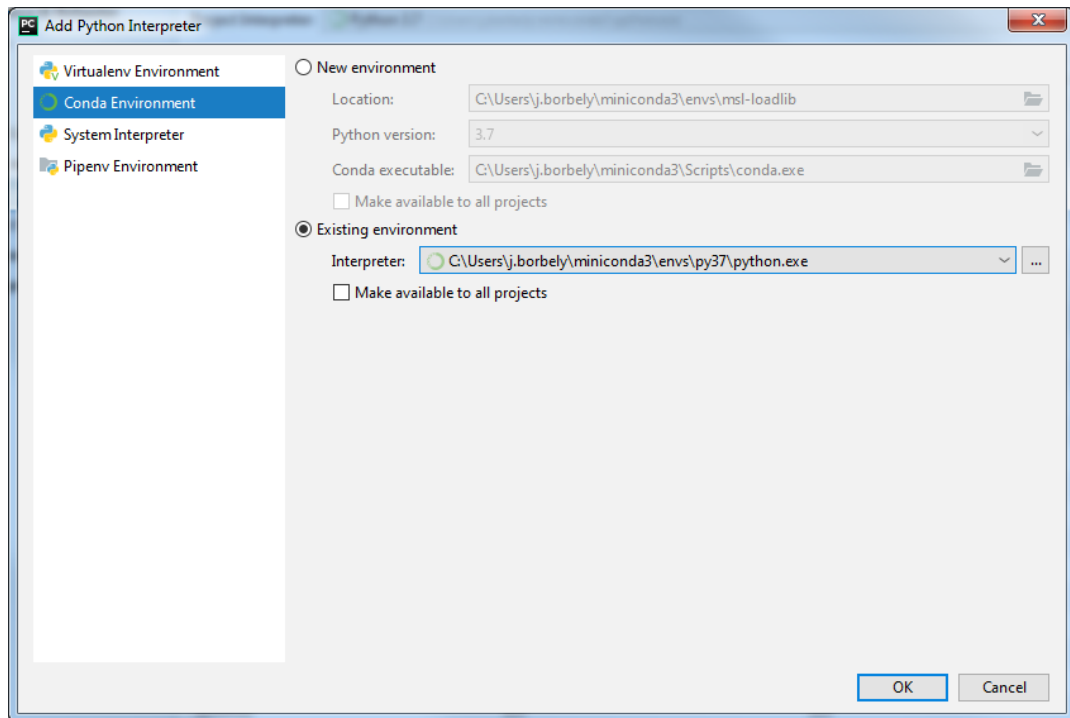 PC Add Python Interpreter
Virtualenv Environment
Conda Environment
System Interpreter
Pipenv Environment
New environment
Location: C:\Users\j.borbely\miniconda3\envs\msl-loadlib
Python version: 3.7
Conda executable: C:\Users\j.borbely\miniconda3\Scripts\conda.exe
Make available to all projects
Existing environment
Interpreter: C:\Users\j.borbely\miniconda3\envs\py37\python.exe ...
Make available to all projects
OK Cancel